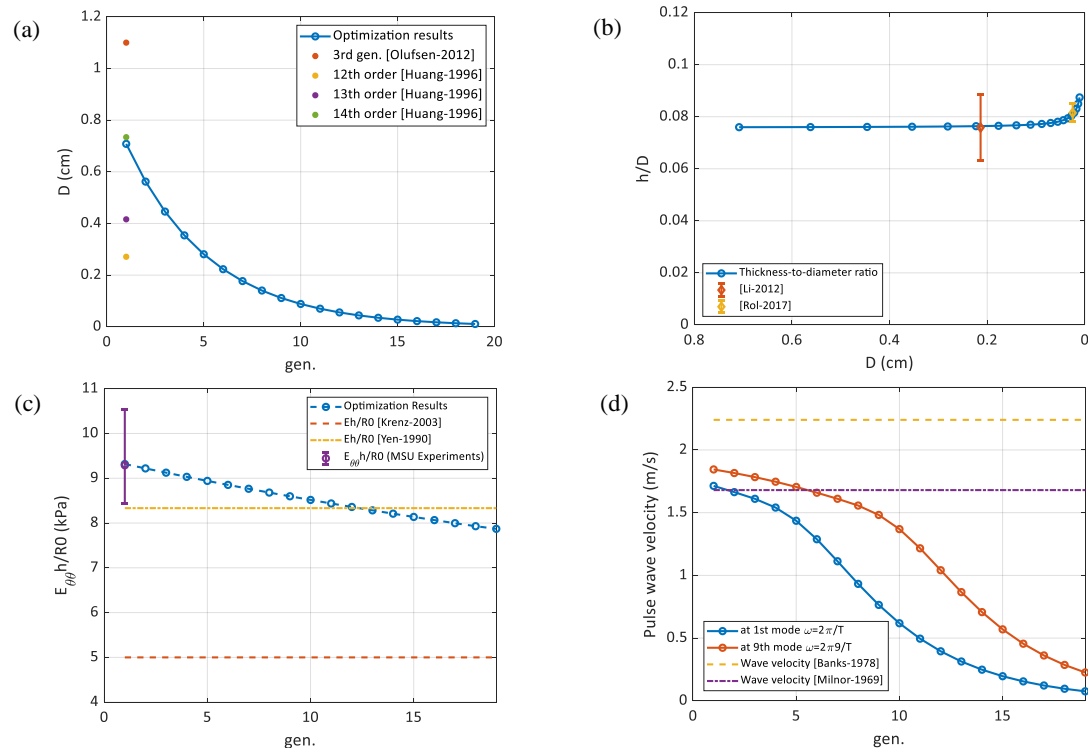 (a)
1.2
1
0.8
0.6
0.4
0.2
0
D (cm)
Optimization results
3rd gen. [Olufsen-2012]
12th order [Huang-1996]
13th order [Huang-1996]
14th order [Huang-1996]
0 5 10 15 20
gen.
(b)
0.12
0.1
0.08
0.06
0.04
0.02
0
h/D
Thickness-to-diameter ratio
[Li-2012]
[Rol-2017]
0.8 0.6 0.4 0.2 0
D (cm)
(c)
11
10
9
8
7
6
5
4
EθθH/R0 (kPa)
Optimization Results
Eh/R0 [Krenz-2003]
Eh/R0 [Yen-1990]
Eθθh/R0 (MSU Experiments)
0 5 10 15
gen.
(d)
2.5
2
1.5
1
0.5
0
Pulse wave velocity (m/s)
at 1st mode ω=2π/T
at 9th mode ω=2π9/T
Wave velocity [Banks-1978]
Wave velocity [Milnor-1969]
0 5 10 15
gen.